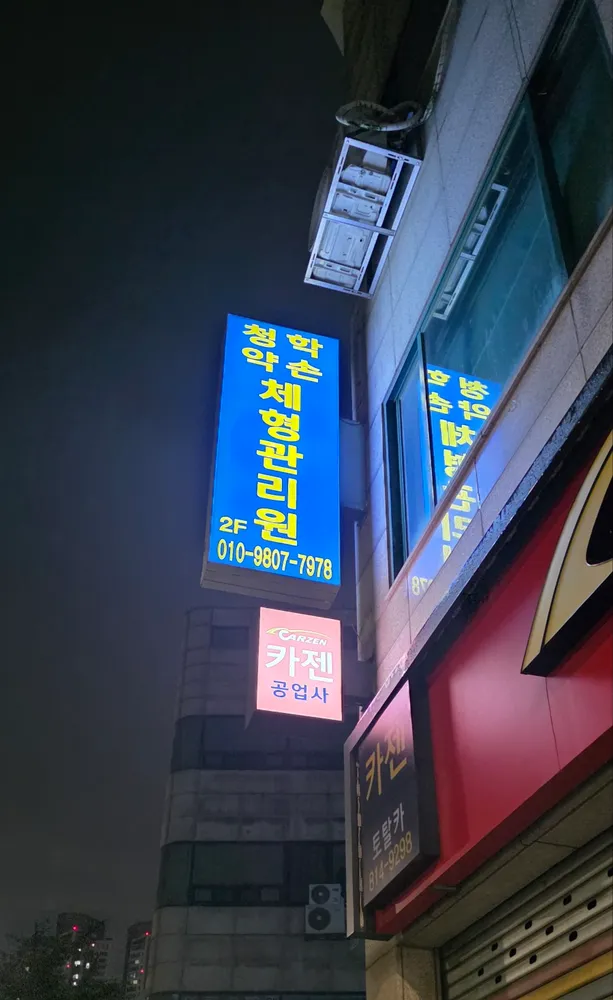 청학
약손
체형관리원
2F
010-9807-7978
CARZEN
카젠
공업사
카젠
토탈카
814-9298